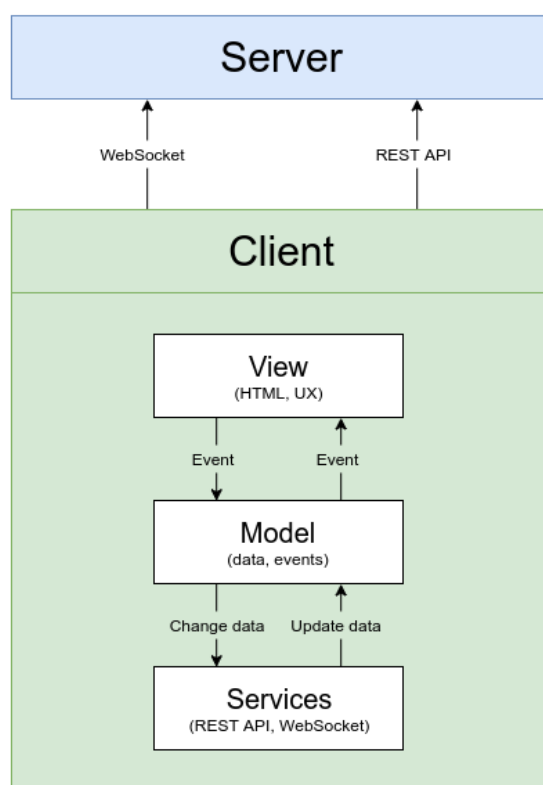 Server
WebSocket REST API
Client
View
(HTML, UX)
Event Event
Model
(data, events)
Change data Update data
Services
(REST API, WebSocket)